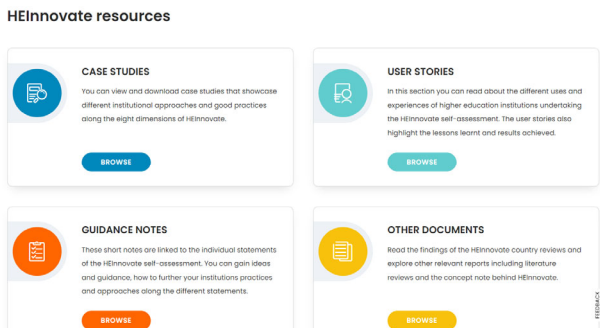 HEInnovate resources
CASE STUDIES
You can view and download case studies that showcase
different institutional approaches and good practices
along the eight dimensions of HEInnovate.
BROWSE
USER STORIES
In this section you can read about the different uses and
experiences of higher education institutions undertaking
the HEInnovate self-assessment. The user stories also
highlight the lessons learnt and results achieved.
BROWSE
GUIDANCE NOTES
These short notes are linked to the individual statements
of the HEInnovate self-assessment. You can gain ideas
and guidance, how to further your institutions practices
and approaches along the different statements.
BROWSE
OTHER DOCUMENTS
Read the findings of the HEInnovate country reviews and
explore other relevant reports including literature
reviews and the concept note behind HEInnovate.
BROWSE
FEEDBACK